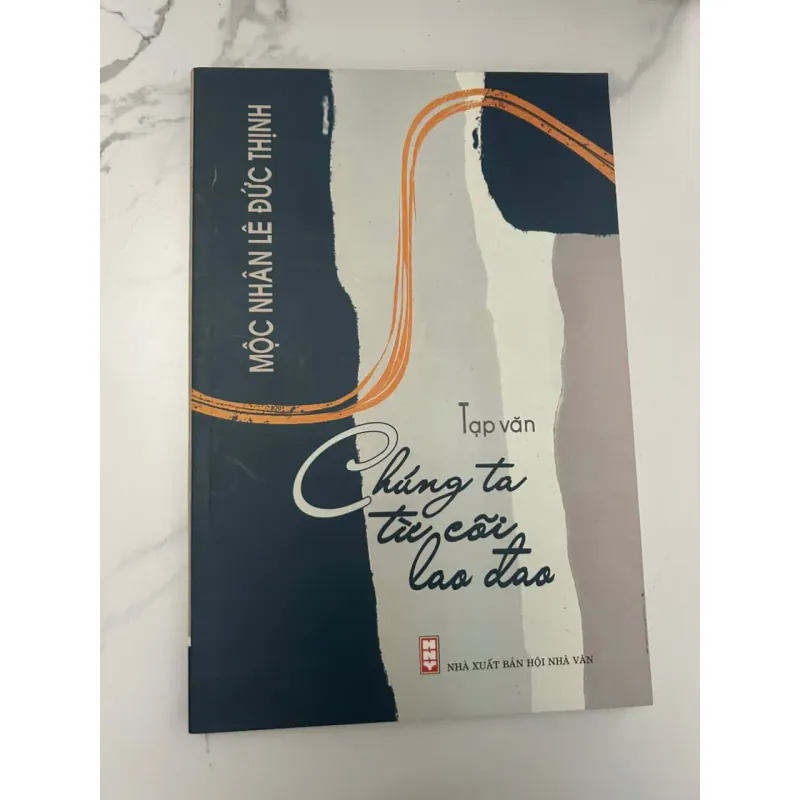 MỘC NHÂN LÊ ĐỨC THỊNH
Tạp văn
Chúng ta
từ cõi
lao đao
HNV
NHÀ XUẤT BẢN HỘI NHÀ VĂN